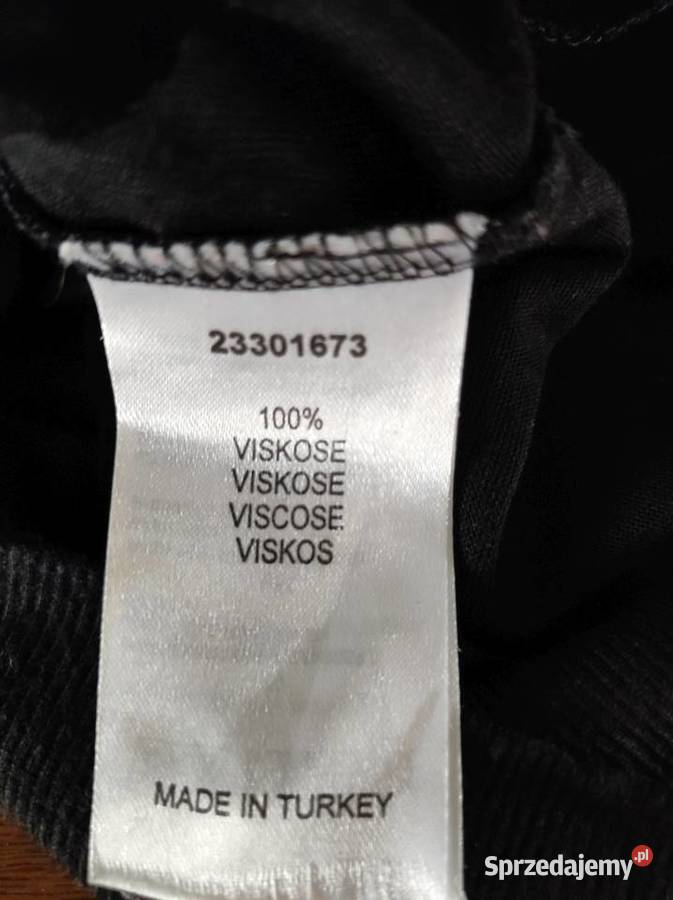 23301673
100%
VISKOSE
VISKOSE
VISCOSE
VISKOS
MADE IN TURKEY
Sprzedajemy.pl